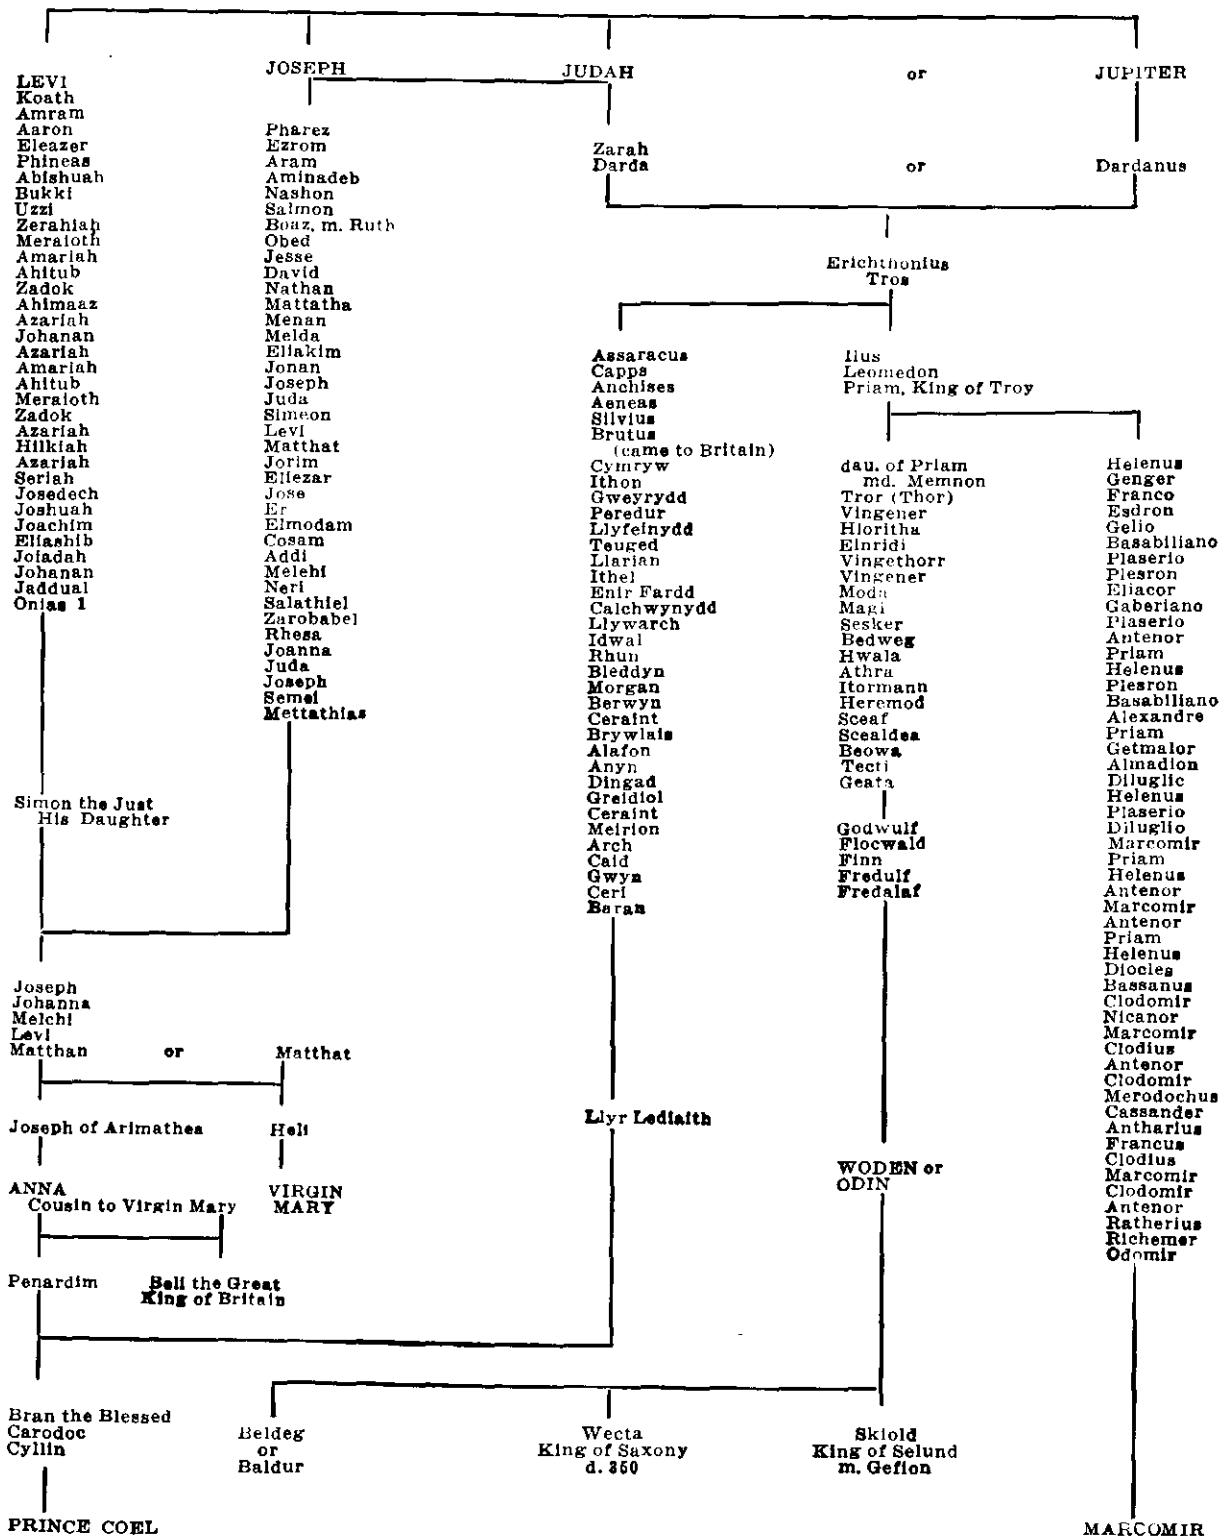 LEVI
Koath
Amram
Aaron
Eleazer
Phineas
Abishuah
Bukki
Uzzi
Zerahiah
Meraioth
Amariah
Ahitub
Zadok
Ahimaaz
Azariah
Johanan
Azariah
Amariah
Ahitub
Meraioth
Zadok
Azariah
Hilkiah
Azariah
Seriah
Josedech
Joshuah
Joachim
Eliashib
Joiadah
Johanan
Jaddual
Onias 1
Simon the Just
His Daughter
JOSEPH
Pharez
Ezrom
Aram
Aminadeb
Nashon
Salmon
Boaz, m. Ruth
Obed
Jesse
David
Nathan
Mattatha
Menan
Melda
Eliakim
Jonan
Joseph
Juda
Simeon
Levi
Matthat
Jorim
Eliezar
Jose
Er
Elmodam
Cosam
Addi
Melehi
Neri
Salathiel
Zarobabel
Rhesa
Joanna
Juda
Joseph
Semei
Mettathias
Joseph
Johanna
Melchi
Levi
Matthan or Matthat
Joseph of Arimathea
Heli
ANNA
Cousin to Virgin Mary
VIRGIN
MARY
Penardim
Beli the Great
King of Britain
JUDAH or JUPITER
Zarah
Darda or Dardanus
Erichthonius
Tros
Assaracus
Capps
Anchises
Aeneas
Silvius
Brutus
(came to Britain)
Cymryw
Ithon
Gweyrydd
Peredur
Llyfeinydd
Teuged
Llarian
Ithel
Enir Fardd
Calchwynydd
Llywarch
Idwal
Rhun
Bleddyn
Morgan
Berwyn
Ceraint
Brywlais
Alafon
Anyn
Dingad
Greidiol
Ceraint
Meirion
Arch
Caid
Gwyn
Ceri
Baran
Llyr Lediaith
Ilus
Leomedon
Priam, King of Troy
dau. of Priam
md. Memnon
Tror (Thor)
Vingener
Hloritha
Einridi
Vingethorr
Vingener
Moda
Magi
Sesker
Bedweg
Hwala
Athra
Itormann
Heremod
Sceaf
Scealdea
Beowa
Tecti
Geata
Godwulf
Flocwald
Finn
Fredulf
Fredalaf
WODEN or
ODIN
Helenus
Genger
Franco
Esdron
Gelio
Basabiliano
Plaserio
Plesron
Eliacor
Gaberiano
Plaserio
Antenor
Priam
Helenus
Plesron
Basabiliano
Alexandre
Priam
Getmalor
Almadion
Diluglic
Helenus
Plaserio
Diluglio
Marcomir
Priam
Helenus
Antenor
Marcomir
Antenor
Priam
Helenus
Diocles
Bassanus
Clodomir
Nicanor
Marcomir
Clodius
Antenor
Clodomir
Merodochus
Cassander
Antharius
Francus
Clodius
Marcomir
Clodomir
Antenor
Ratherius
Richemer
Odomir
Bran the Blessed
Carodoc
Cyllin
Beldeg
or
Baldur
Wecta
King of Saxony
d. 350
Skiold
King of Selund
m. Gefion
PRINCE COEL
MARCOMIR